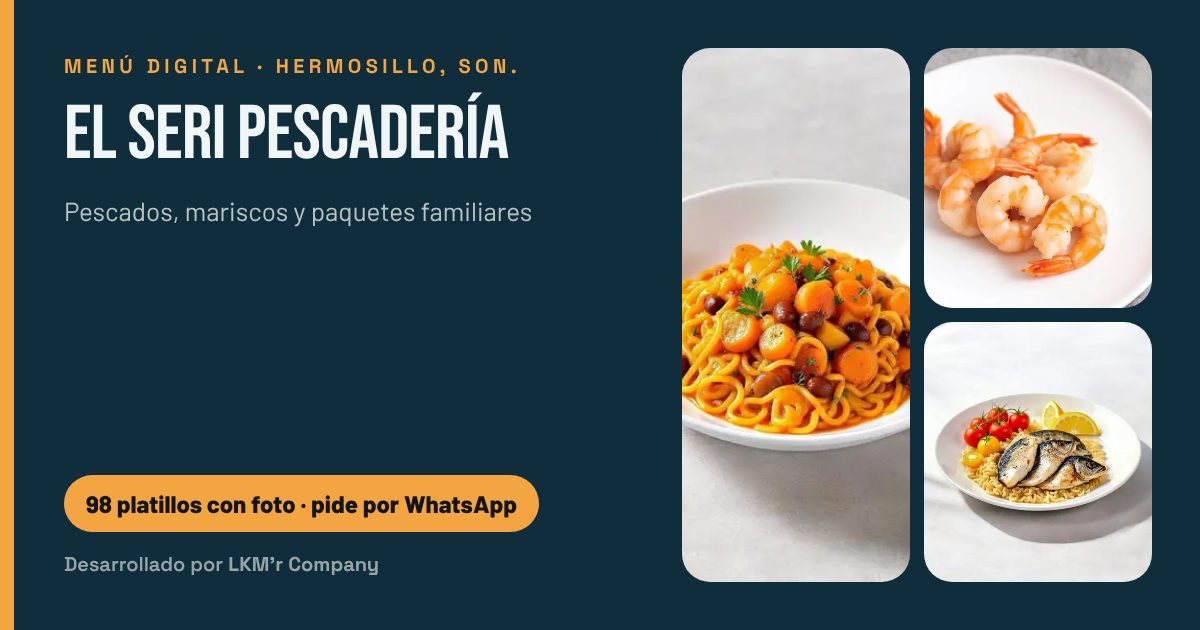 MENÚ DIGITAL · HERMOSILLO, SON.
EL SERI PESCADERÍA
Pescados, mariscos y paquetes familiares
98 platillos con foto · pide por WhatsApp
Desarrollado por LKM'r Company